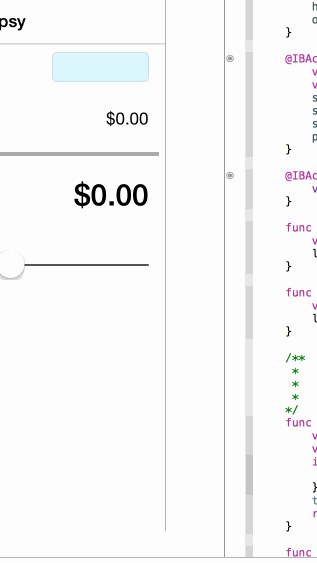 psy
$0.00
$0.00
h
o
}
@IBAc
v
v
s
s
s
p
}
@IBAc
v
}
func
v
l
}
func
v
l
}
/**
*
*
*
*/
func
v
v
i
}
t
r
}
func